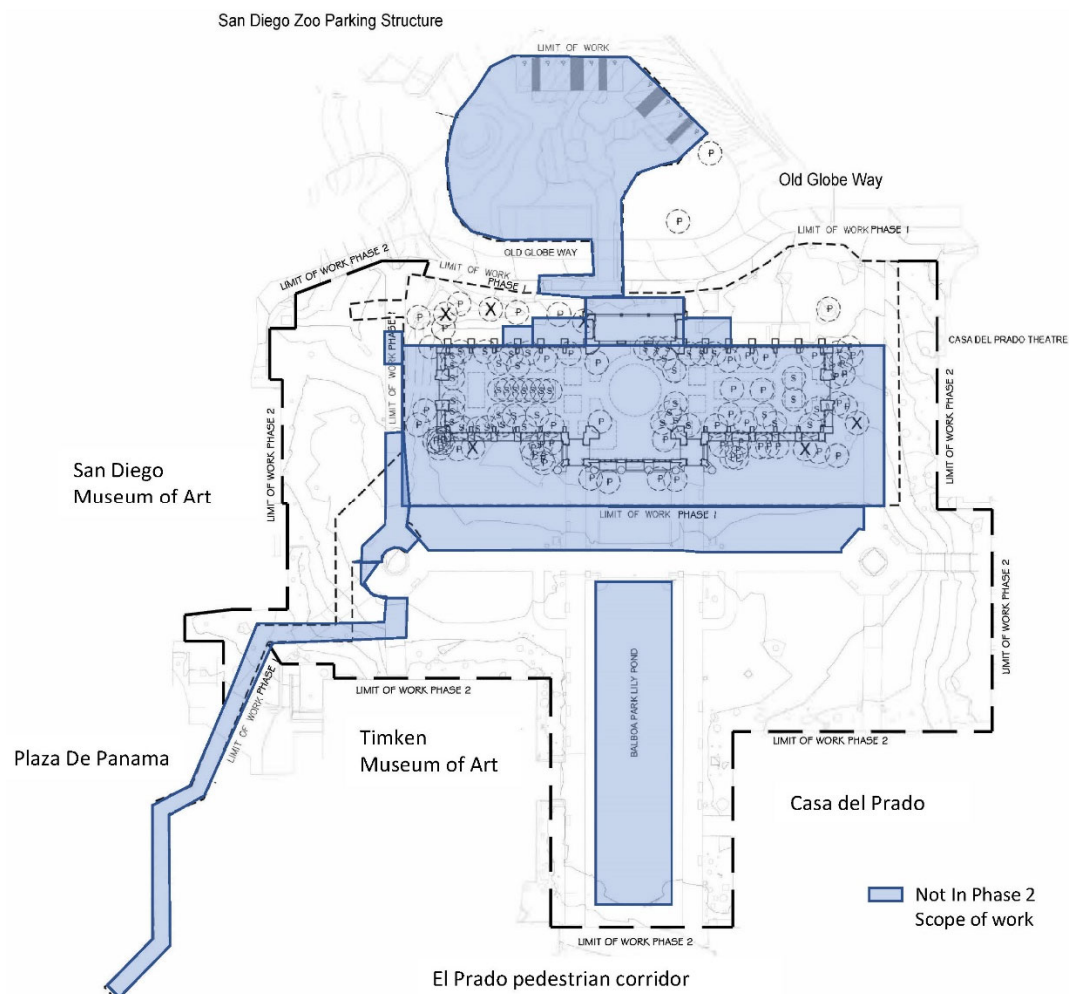 San Diego Zoo Parking Structure
LIMIT OF WORK
Old Globe Way
LIMIT OF WORK PHASE 1
OLD GLOBE WAY
LIMIT OF WORK PHASE 2
LIMIT OF WORK
PHASE 1
CASA DEL PRADO THEATRE
LIMIT OF WORK PHASE 1
LIMIT OF WORK PHASE 2
LIMIT OF WORK PHASE 2
San Diego
Museum of Art
LIMIT OF WORK PHASE 1
LIMIT OF WORK PHASE 2
LIMIT OF WORK PHASE 1
LIMIT OF WORK PHASE 2
BALBOA PARK LILY POND
LIMIT OF WORK PHASE 2
Plaza De Panama
Timken
Museum of Art
Casa del Prado
Not In Phase 2
Scope of work
LIMIT OF WORK PHASE 2
El Prado pedestrian corridor